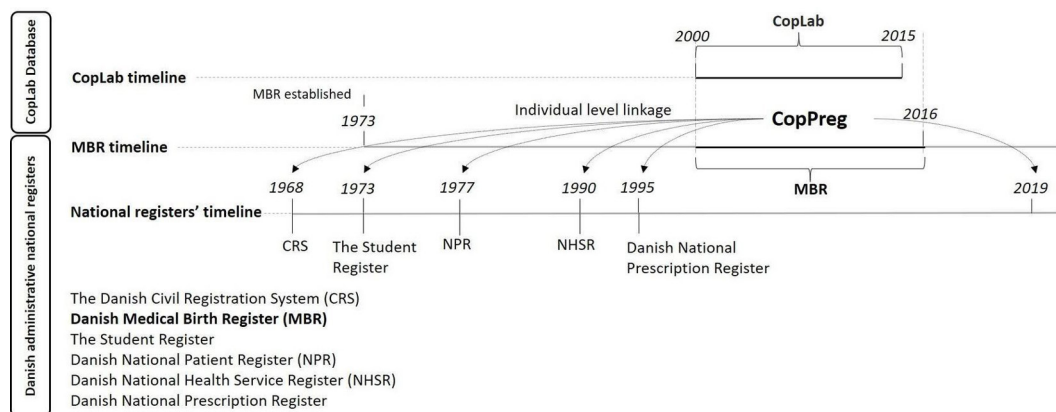 CopLab Database
CopLab
2000
2015
CopLab timeline
MBR established
1973
Individual level linkage
CopPreg
2016
MBR timeline
MBR
1968
1973
1977
1990
1995
2019
National registers' timeline
CRS
The Student
Register
NPR
NHSR
Danish National
Prescription Register
Danish administrative national registers
The Danish Civil Registration System (CRS)
Danish Medical Birth Register (MBR)
The Student Register
Danish National Patient Register (NPR)
Danish National Health Service Register (NHSR)
Danish National Prescription Register